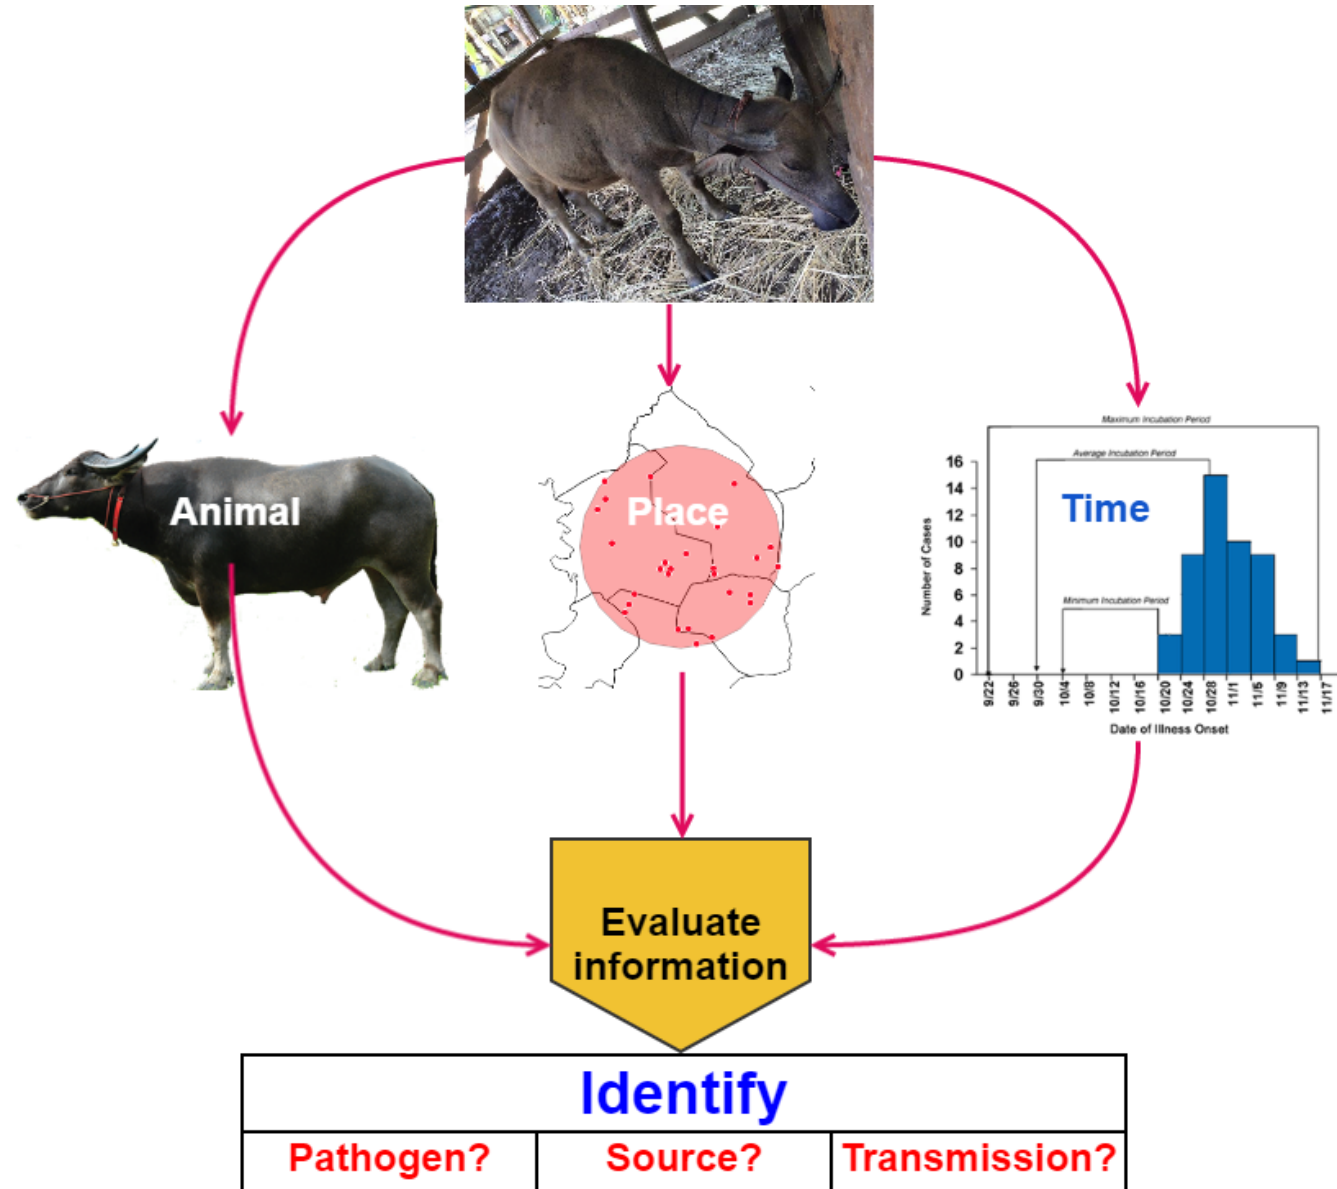 Animal
Place
Maximum Incubation Period
Average Incubation Period
Time
Minimum Incubation Period
Number of Cases
16
14
12
10
8
6
4
2
0
9/22
9/26
9/30
10/4
10/8
10/12
10/16
10/20
10/24
10/28
11/1
11/5
11/9
11/13
11/17
Date of Illness Onset
Evaluate
information
Identify
Pathogen?
Source?
Transmission?